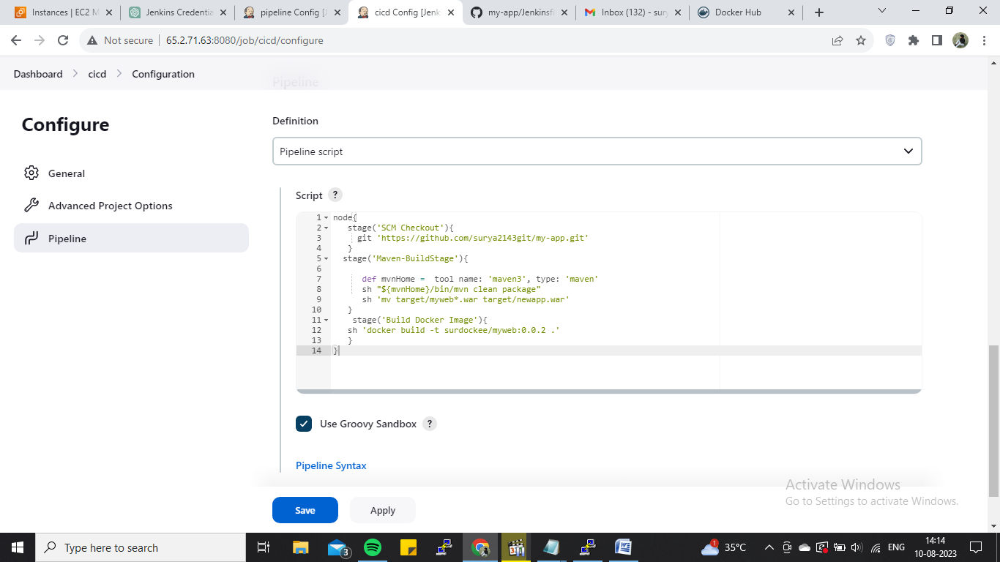 Instances | EC2 M
Jenkins Credentia
pipeline Config [J
cicd Config [Jenk
my-app/Jenkinsfi
Inbox (132) - sury
Docker Hub
Not secure
65.2.71.63:8080/job/cicd/configure
Dashboard
cicd
Configuration
Pipeline
Configure
General
Advanced Project Options
Pipeline
Definition
Pipeline script
Script ?
1 node{
2 stage('SCM Checkout'){
3 git 'https://github.com/surya2143git/my-app.git'
4 }
5 stage('Maven-BuildStage'){
6
7 def mvnHome =  tool name: 'maven3', type: 'maven'
8 sh "${mvnHome}/bin/mvn clean package"
9 sh 'mv target/myweb*.war target/newapp.war'
10 }
11 stage('Build Docker Image'){
12 sh 'docker build -t surdockee/myweb:0.0.2 .'
13 }
14 }
Use Groovy Sandbox ?
Pipeline Syntax
Save
Apply
Activate Windows
Go to Settings to activate Windows.
Type here to search
3
1
35°C
ENG
14:14
10-08-2023